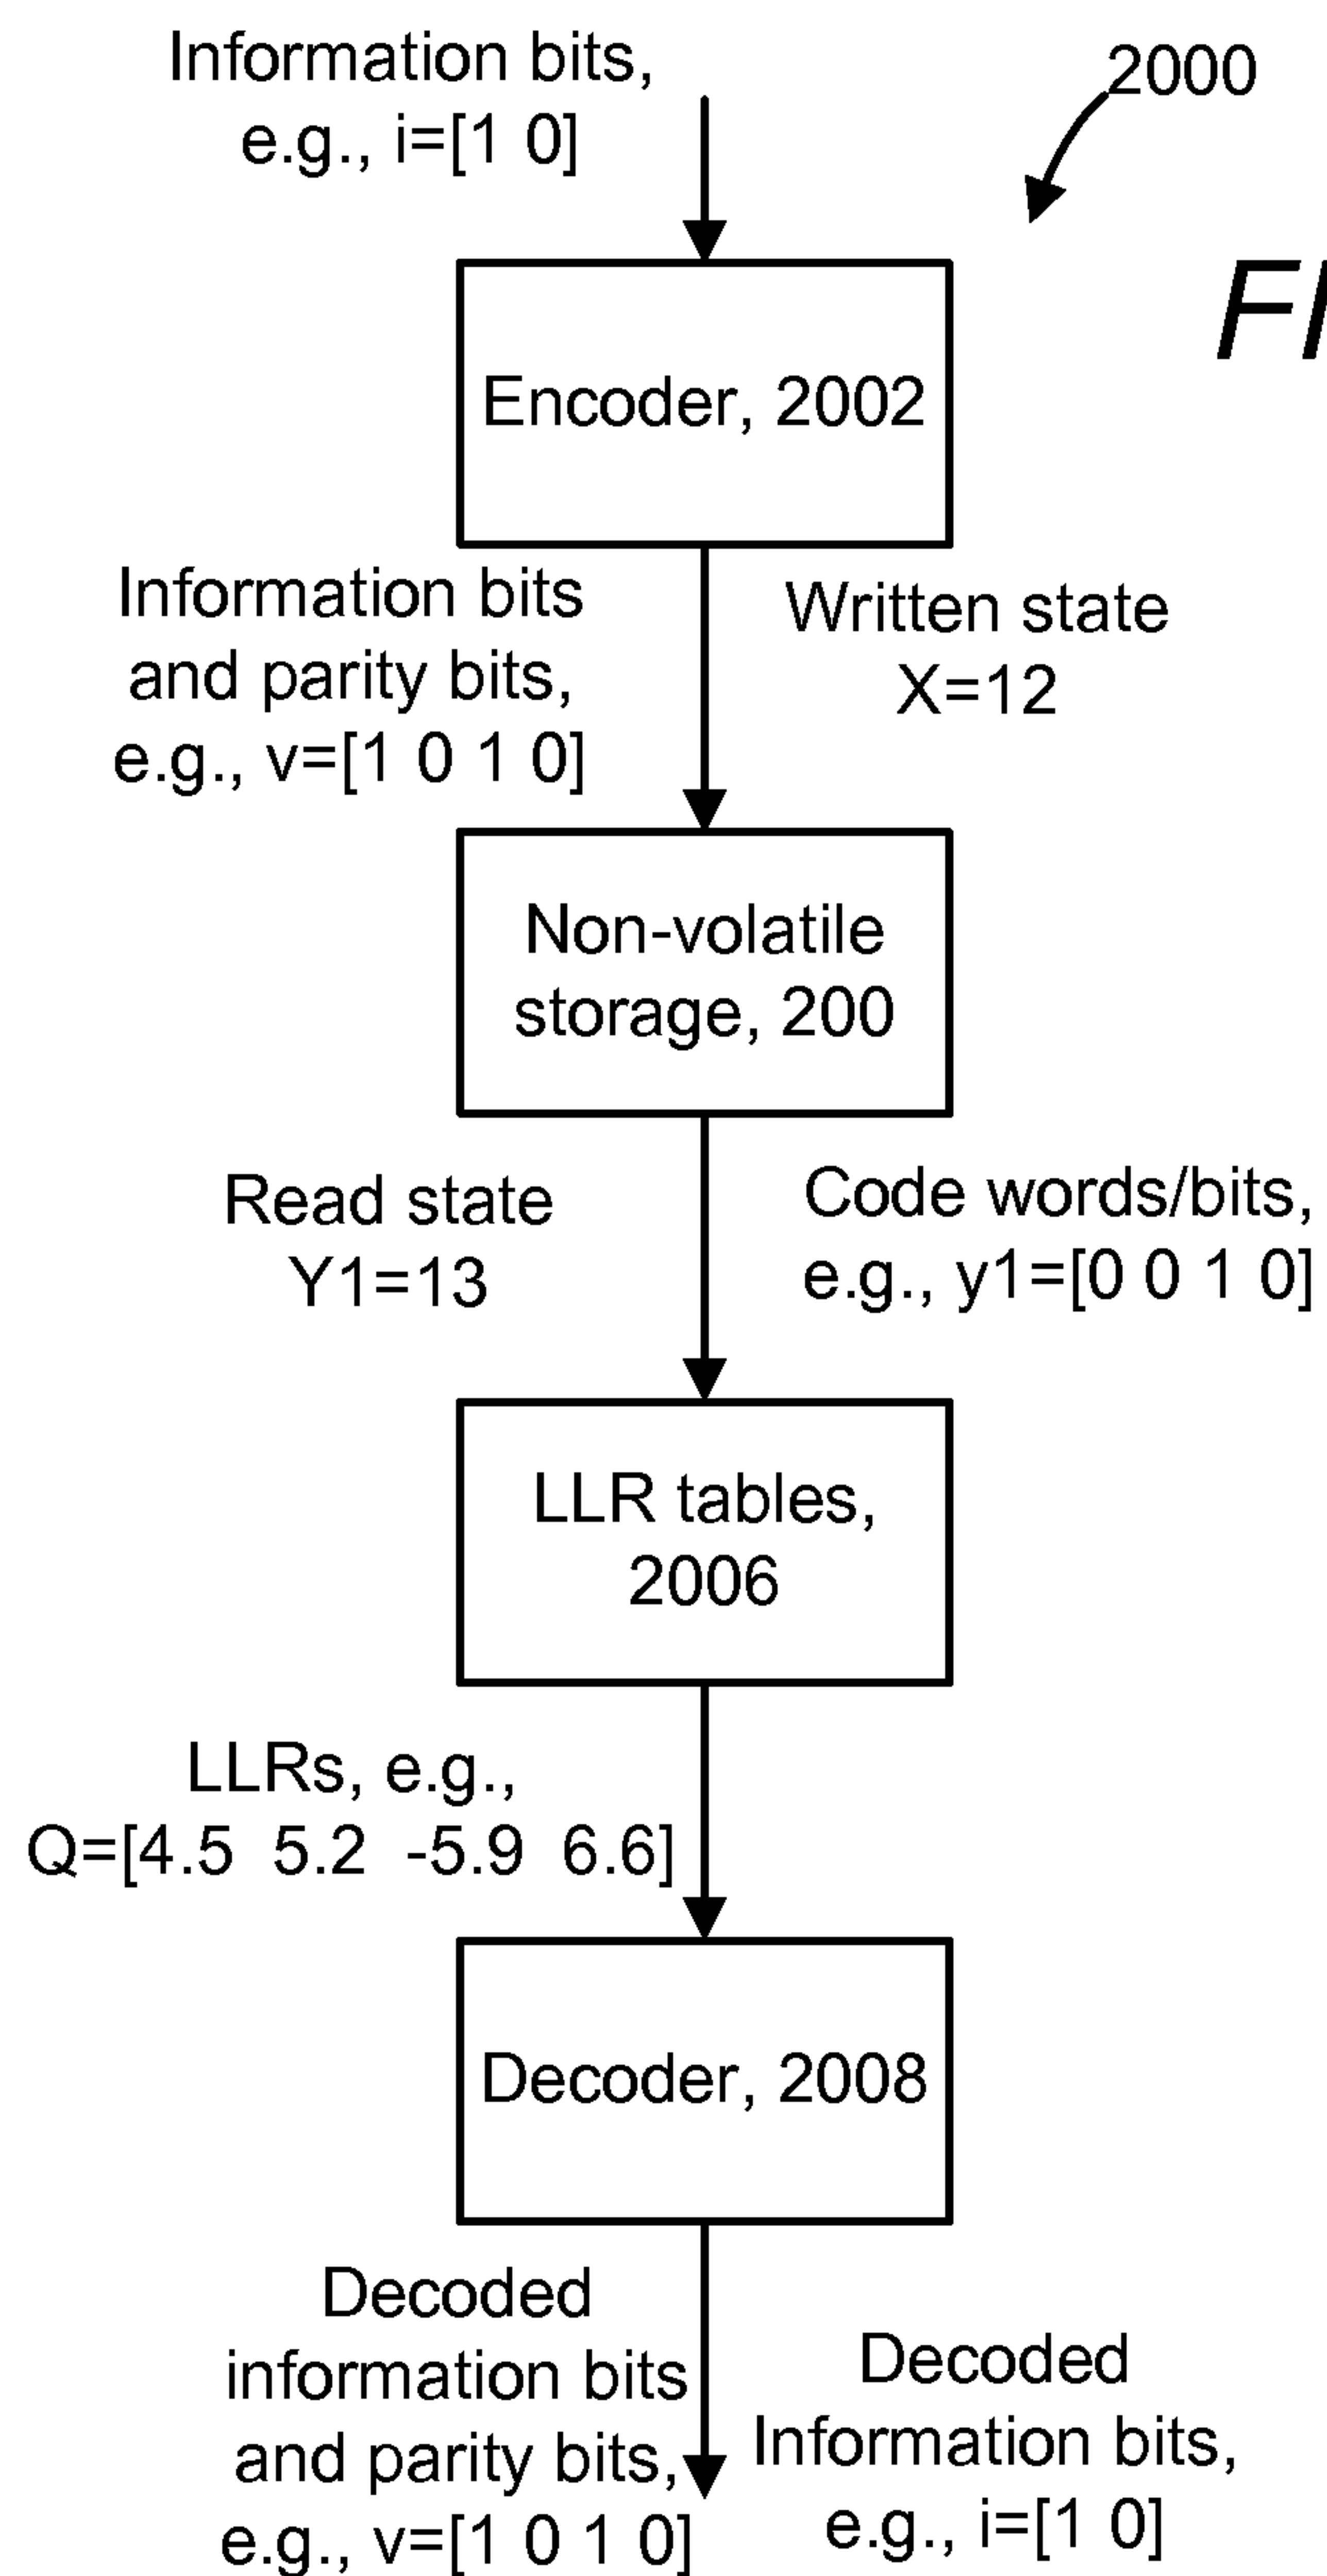 Information bits,
e.g., i=[1 0]
2000
FI
Encoder, 2002
Information bits
and parity bits,
e.g., v=[1 0 1 0]
Written state
X=12
Non-volatile
storage, 200
Read state
Y1=13
Code words/bits,
e.g., y1=[0 0 1 0]
LLR tables,
2006
LLRs, e.g.,
Q=[4.5 5.2 -5.9 6.6]
Decoder, 2008
Decoded
information bits
and parity bits,
e.g., v=[1 0 1 0]
Decoded
Information bits,
e.g., i=[1 0]